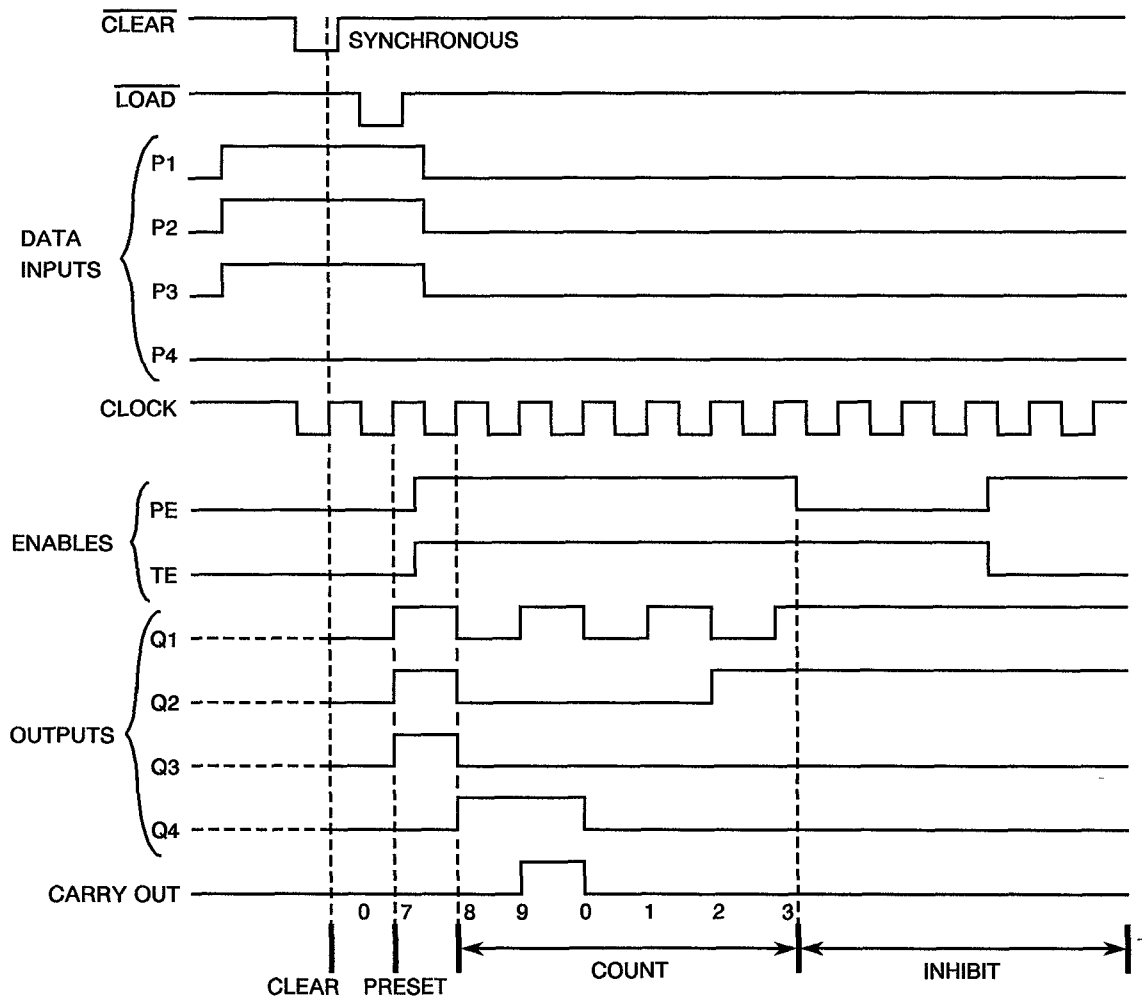 CLEAR
SYNCHRONOUS
LOAD
P1
P2
DATA
INPUTS
P3
P4
CLOCK
PE
ENABLES
TE
Q1
Q2
OUTPUTS
Q3
Q4
CARRY OUT
0 7 8 9 0 1 2 3
COUNT INHIBIT
CLEAR PRESET